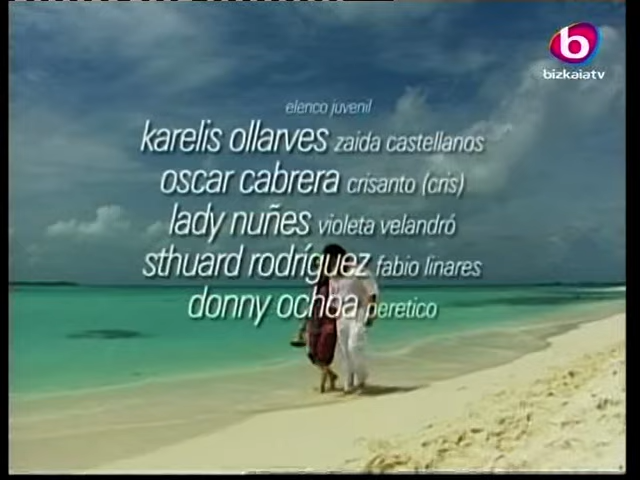 b
bizkaiatv
elenco juvenil
karelis ollarves zaida castellanos
oscar cabrera crisanto (cris)
lady nuñes violeta velandró
sthuard rodríguez fabio linares
donny ochoa peretico